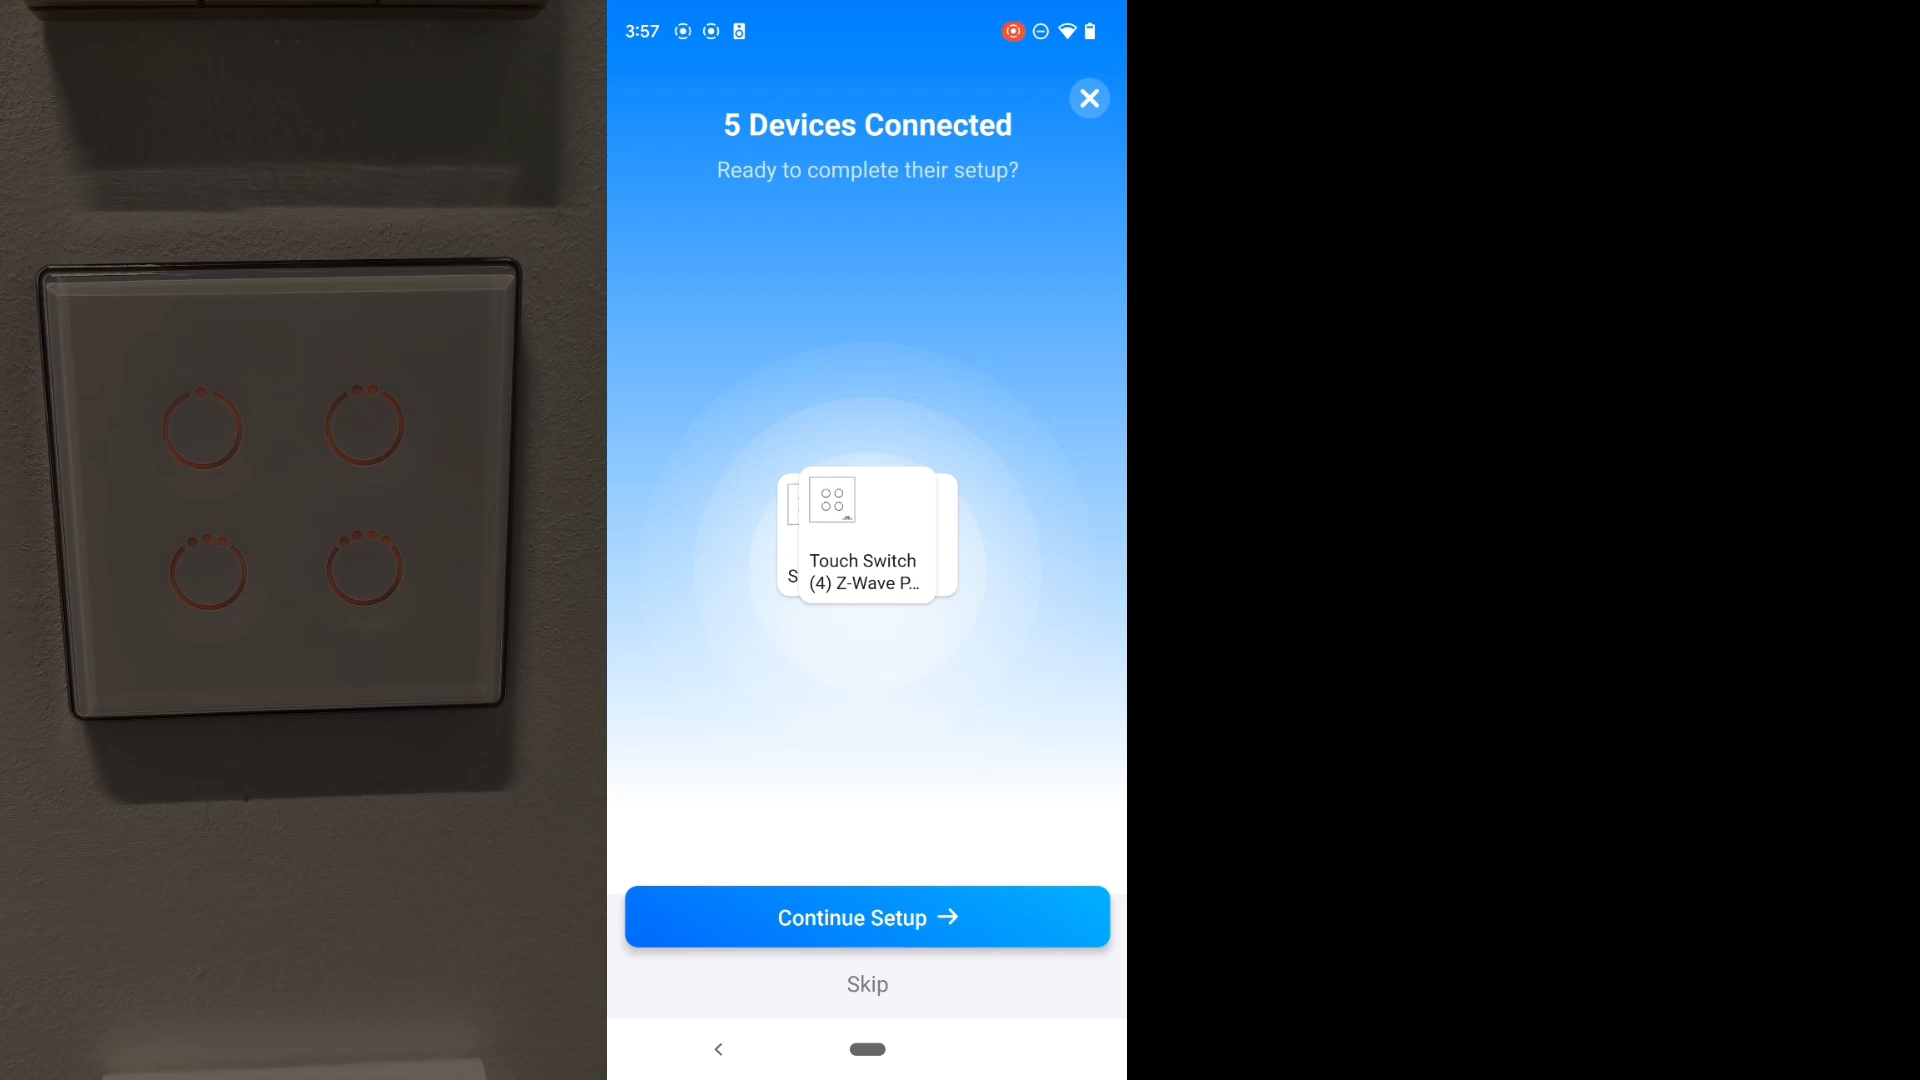 3:57
5 Devices Connected
Ready to complete their setup?
S
Touch Switch
(4) Z-Wave P...
Continue Setup →
Skip